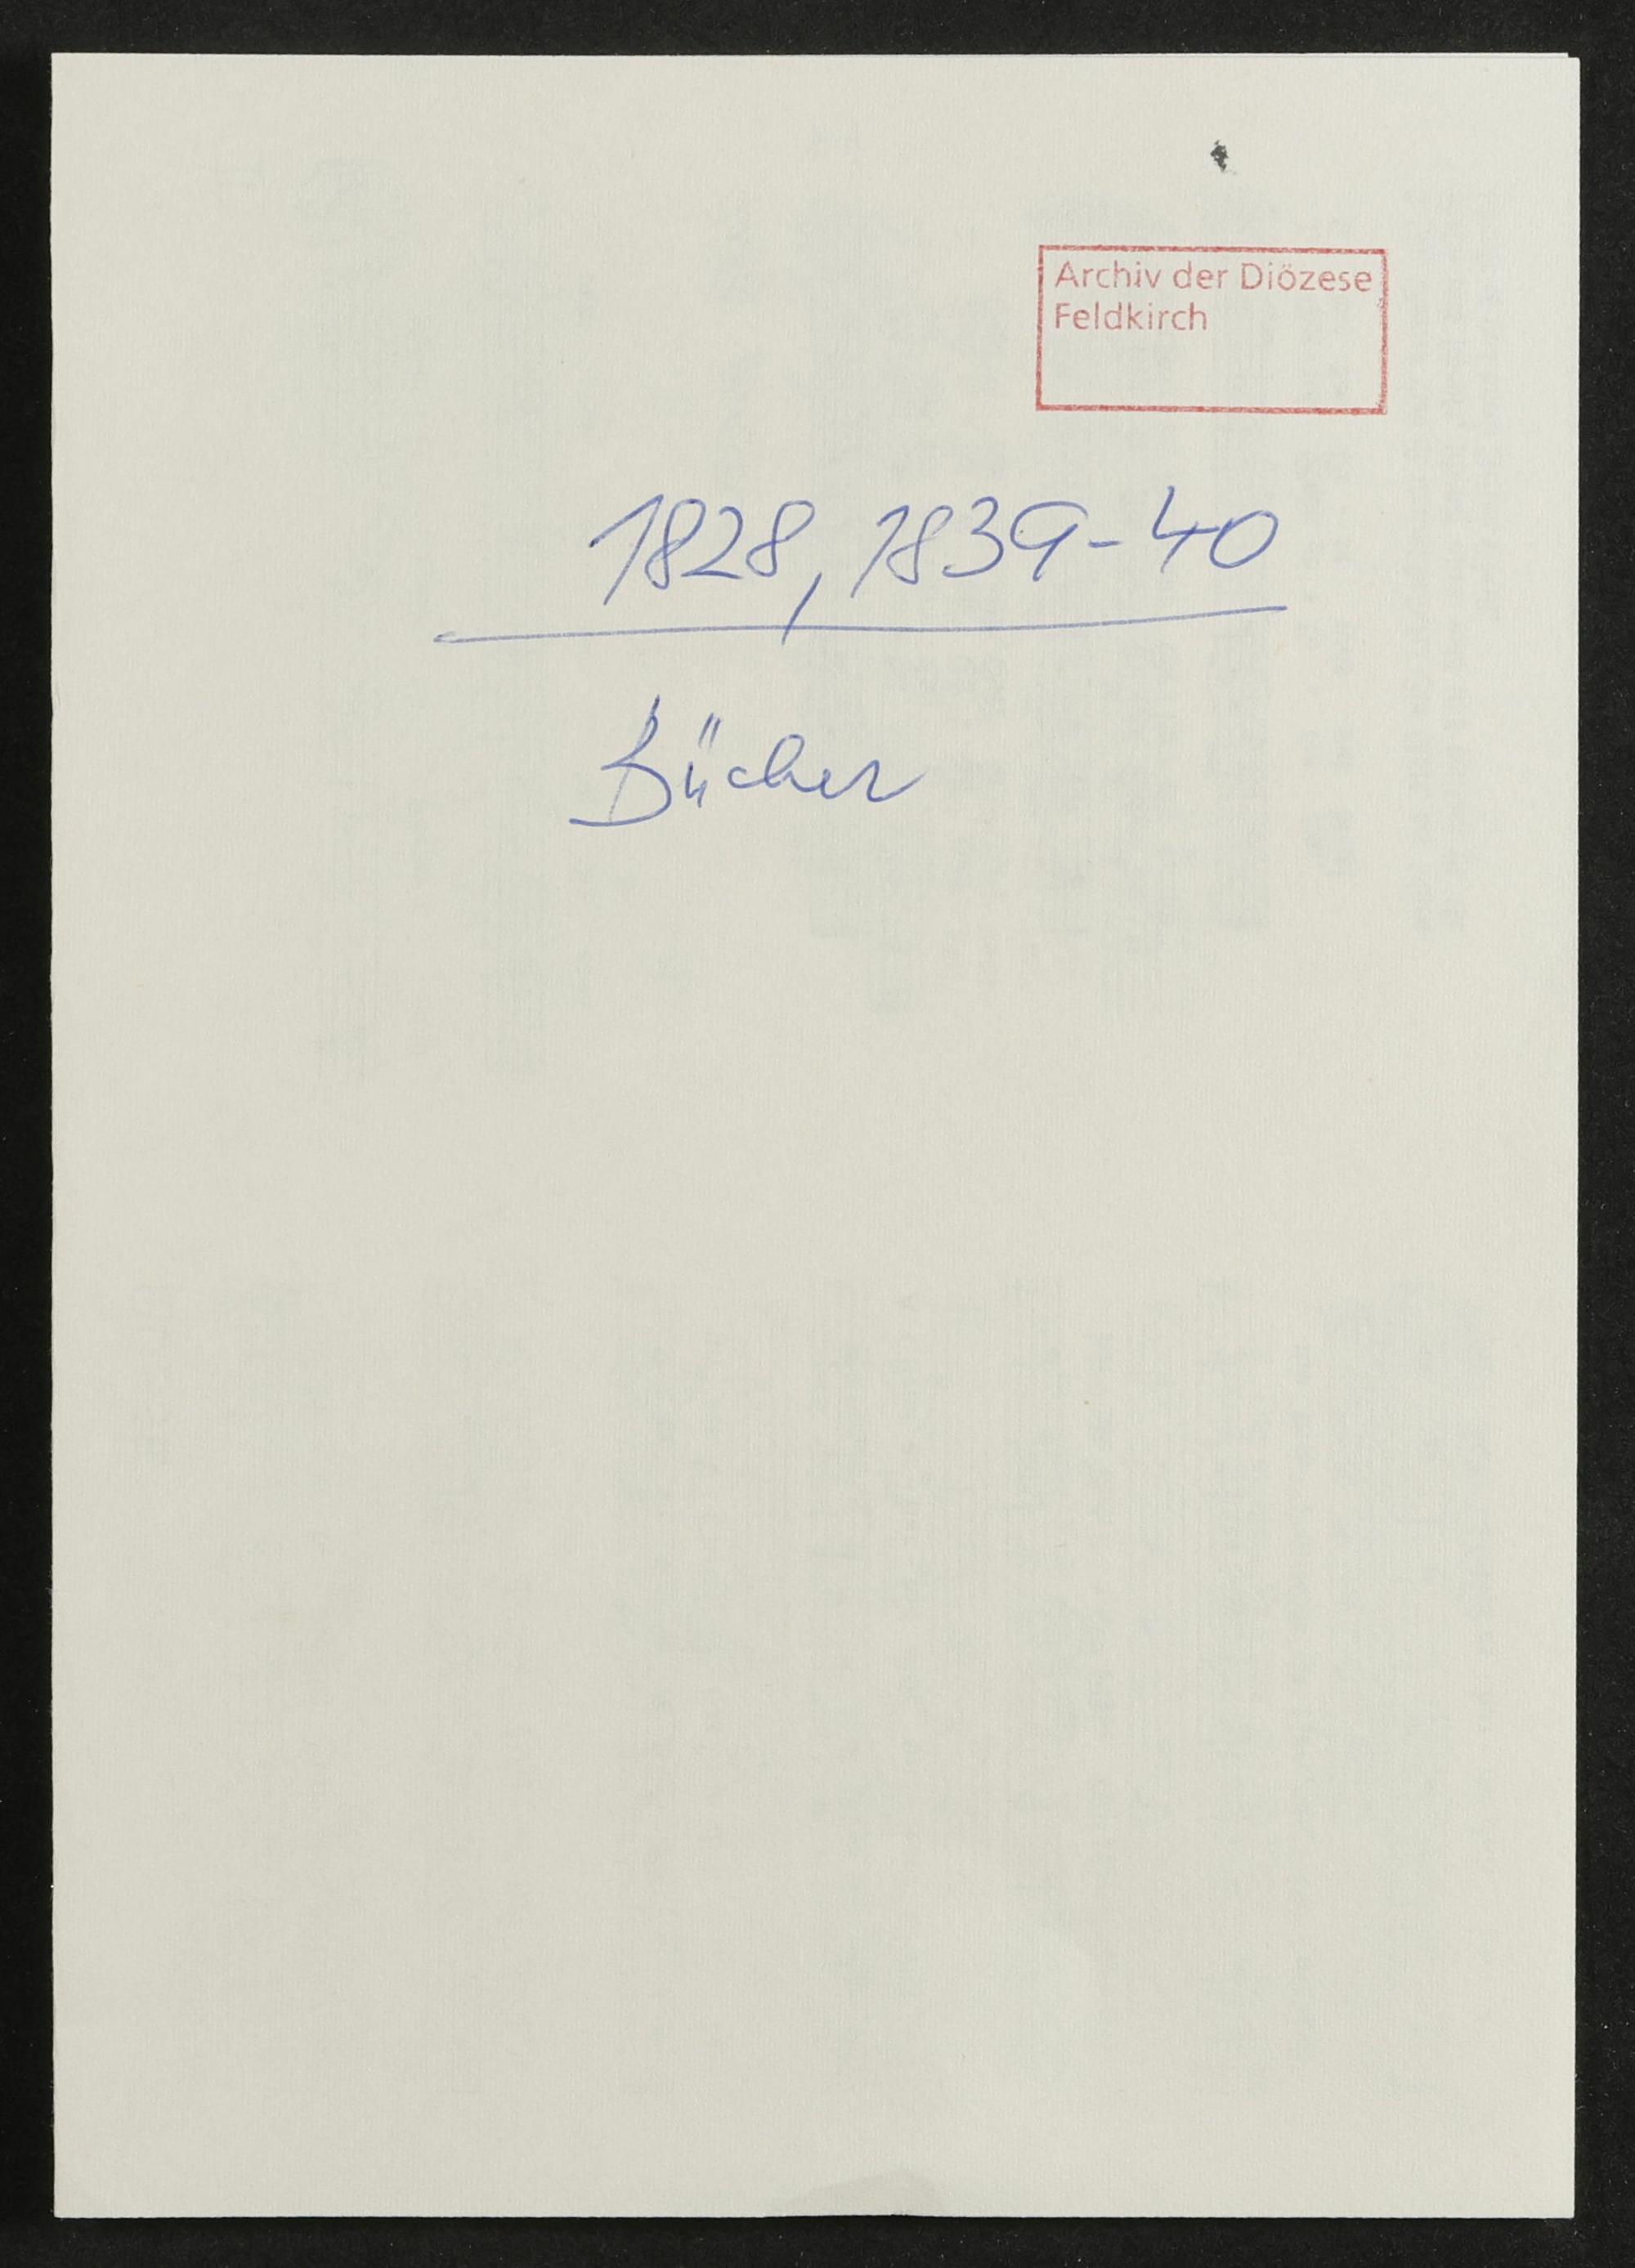 Archiv der Diözese
Feldkirch
1828, 1839-40
Bücher